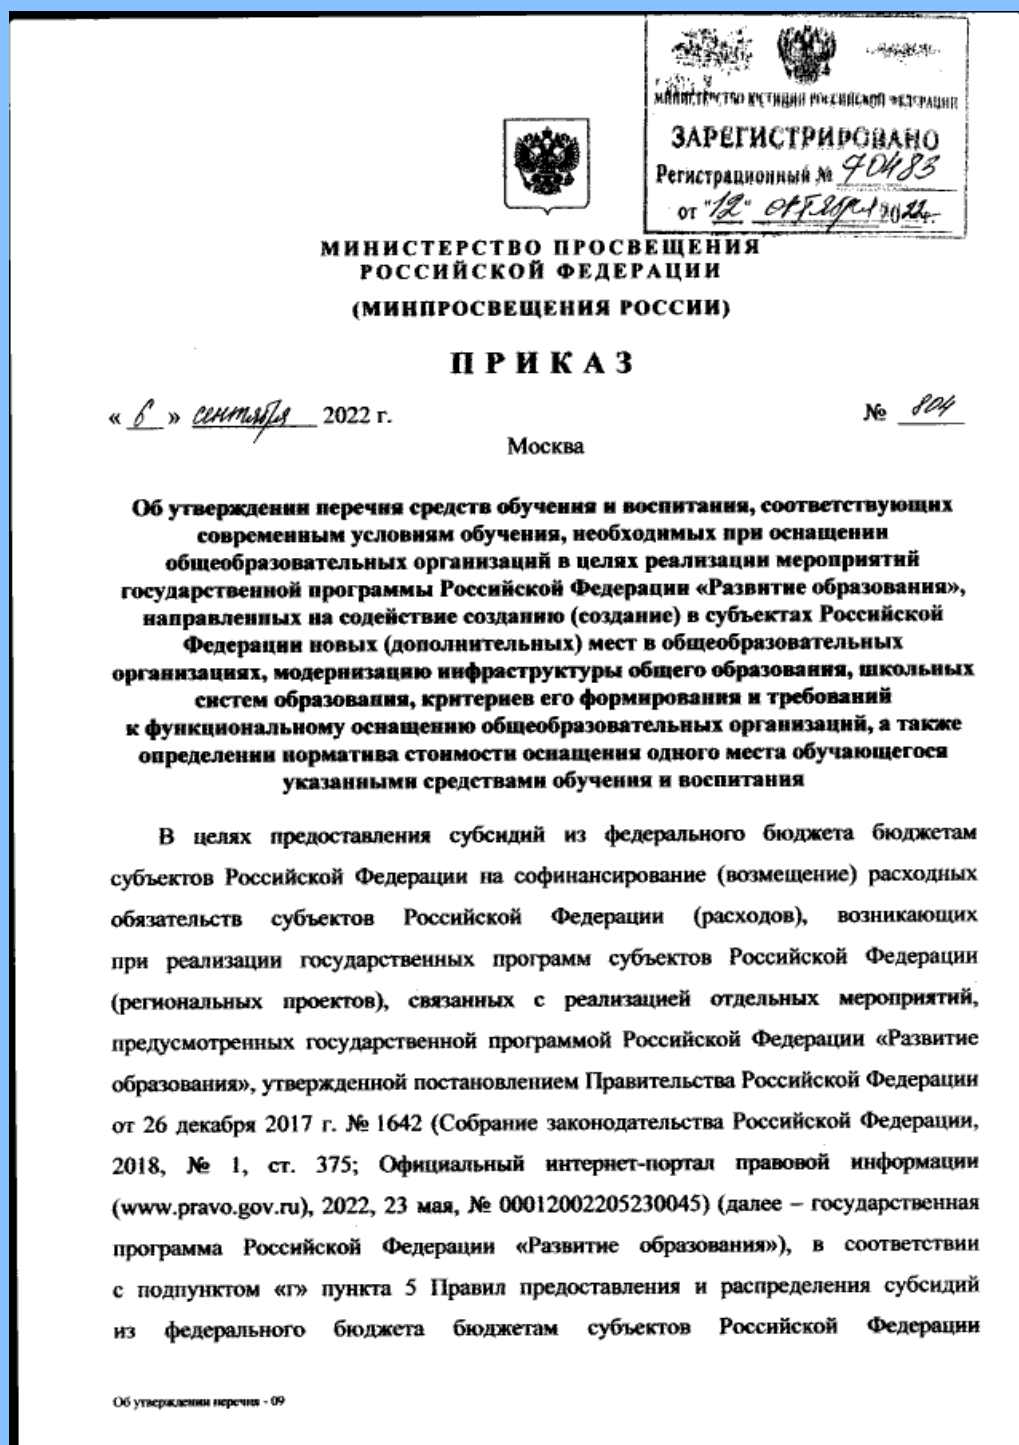 МИНИСТЕРСТВО ЮСТИЦИИ РОССИЙСКОЙ ФЕДЕРАЦИИ
ЗАРЕГИСТРИРОВАНО
Регистрационный № 70483
от "12" октября 2022 г.
МИНИСТЕРСТВО ПРОСВЕЩЕНИЯ
РОССИЙСКОЙ ФЕДЕРАЦИИ
(МИНПРОСВЕЩЕНИЯ РОССИИ)
ПРИКАЗ
« 6 » сентября 2022 г.
№ 804
Москва
Об утверждении перечня средств обучения и воспитания, соответствующих
современным условиям обучения, необходимых при оснащении
общеобразовательных организаций в целях реализации мероприятий
государственной программы Российской Федерации «Развитие образования»,
направленных на содействие созданию (создание) в субъектах Российской
Федерации новых (дополнительных) мест в общеобразовательных
организациях, модернизацию инфраструктуры общего образования, школьных
систем образования, критериев его формирования и требований
к функциональному оснащению общеобразовательных организаций, а также
определении норматива стоимости оснащения одного места обучающегося
указанными средствами обучения и воспитания
В целях предоставления субсидий из федерального бюджета бюджетам
субъектов Российской Федерации на софинансирование (возмещение) расходных
обязательств субъектов Российской Федерации (расходов), возникающих
при реализации государственных программ субъектов Российской Федерации
(региональных проектов), связанных с реализацией отдельных мероприятий,
предусмотренных государственной программой Российской Федерации «Развитие
образования», утвержденной постановлением Правительства Российской Федерации
от 26 декабря 2017 г. № 1642 (Собрание законодательства Российской Федерации,
2018, № 1, ст. 375; Официальный интернет-портал правовой информации
(www.pravo.gov.ru), 2022, 23 мая, № 00012002205230045) (далее – государственная
программа Российской Федерации «Развитие образования»), в соответствии
с подпунктом «г» пункта 5 Правил предоставления и распределения субсидий
из федерального бюджета бюджетам субъектов Российской Федерации
Об утверждении перечня - 09